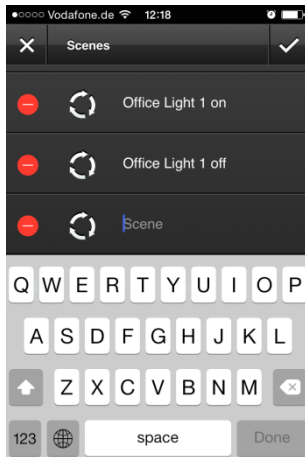 Vodafone.de 12:18
Scenes
Office Light 1 on
Office Light 1 off
Scene
Q W E R T Y U I O P
A S D F G H J K L
Z X C V B N M
123 space Done